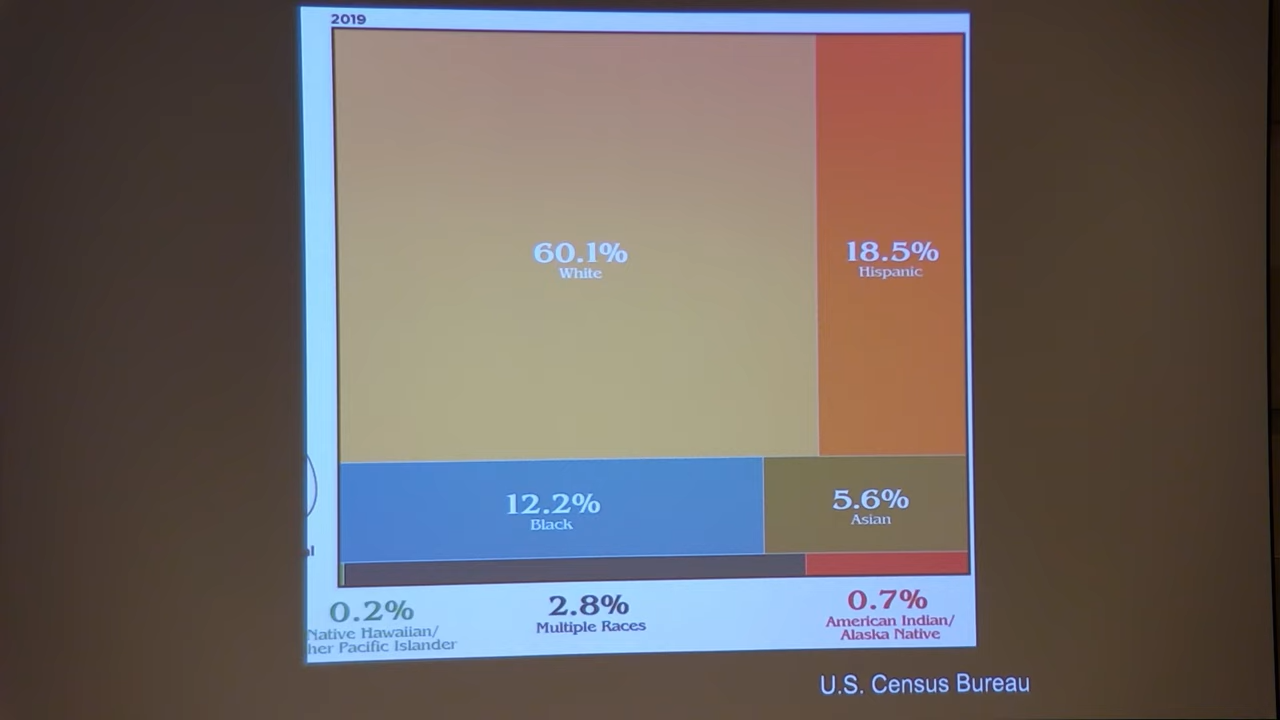 2019
60.1%
White
18.5%
Hispanic
12.2%
Black
5.6%
Asian
0.2%
Native Hawaiian/
her Pacific Islander
2.8%
Multiple Races
0.7%
American Indian/
Alaska Native
al
U.S. Census Bureau